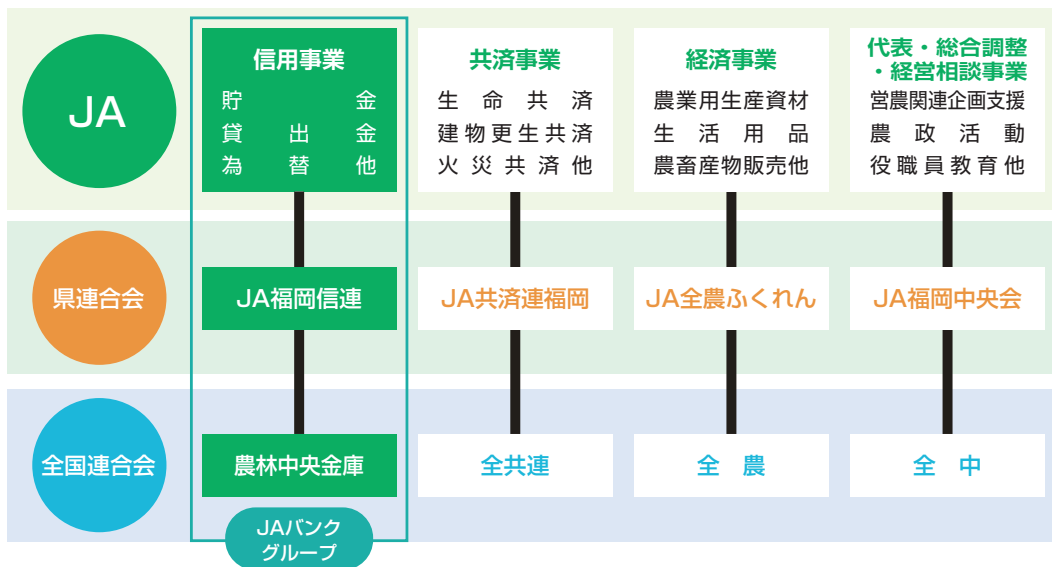 JA
信用事業
貯金
貸出金
為替他
共済事業
生命共済
建物更生共済
火災共済他
経済事業
農業用生産資材
生活用品
農畜産物販売他
代表・総合調整
・経営相談事業
営農関連企画支援
農政活動
役職員教育他
県連合会
JA福岡信連
JA共済連福岡
JA全農ふくれん
JA福岡中央会
全国連合会
農林中央金庫
全共連
全農
全中
JAバンク
グループ